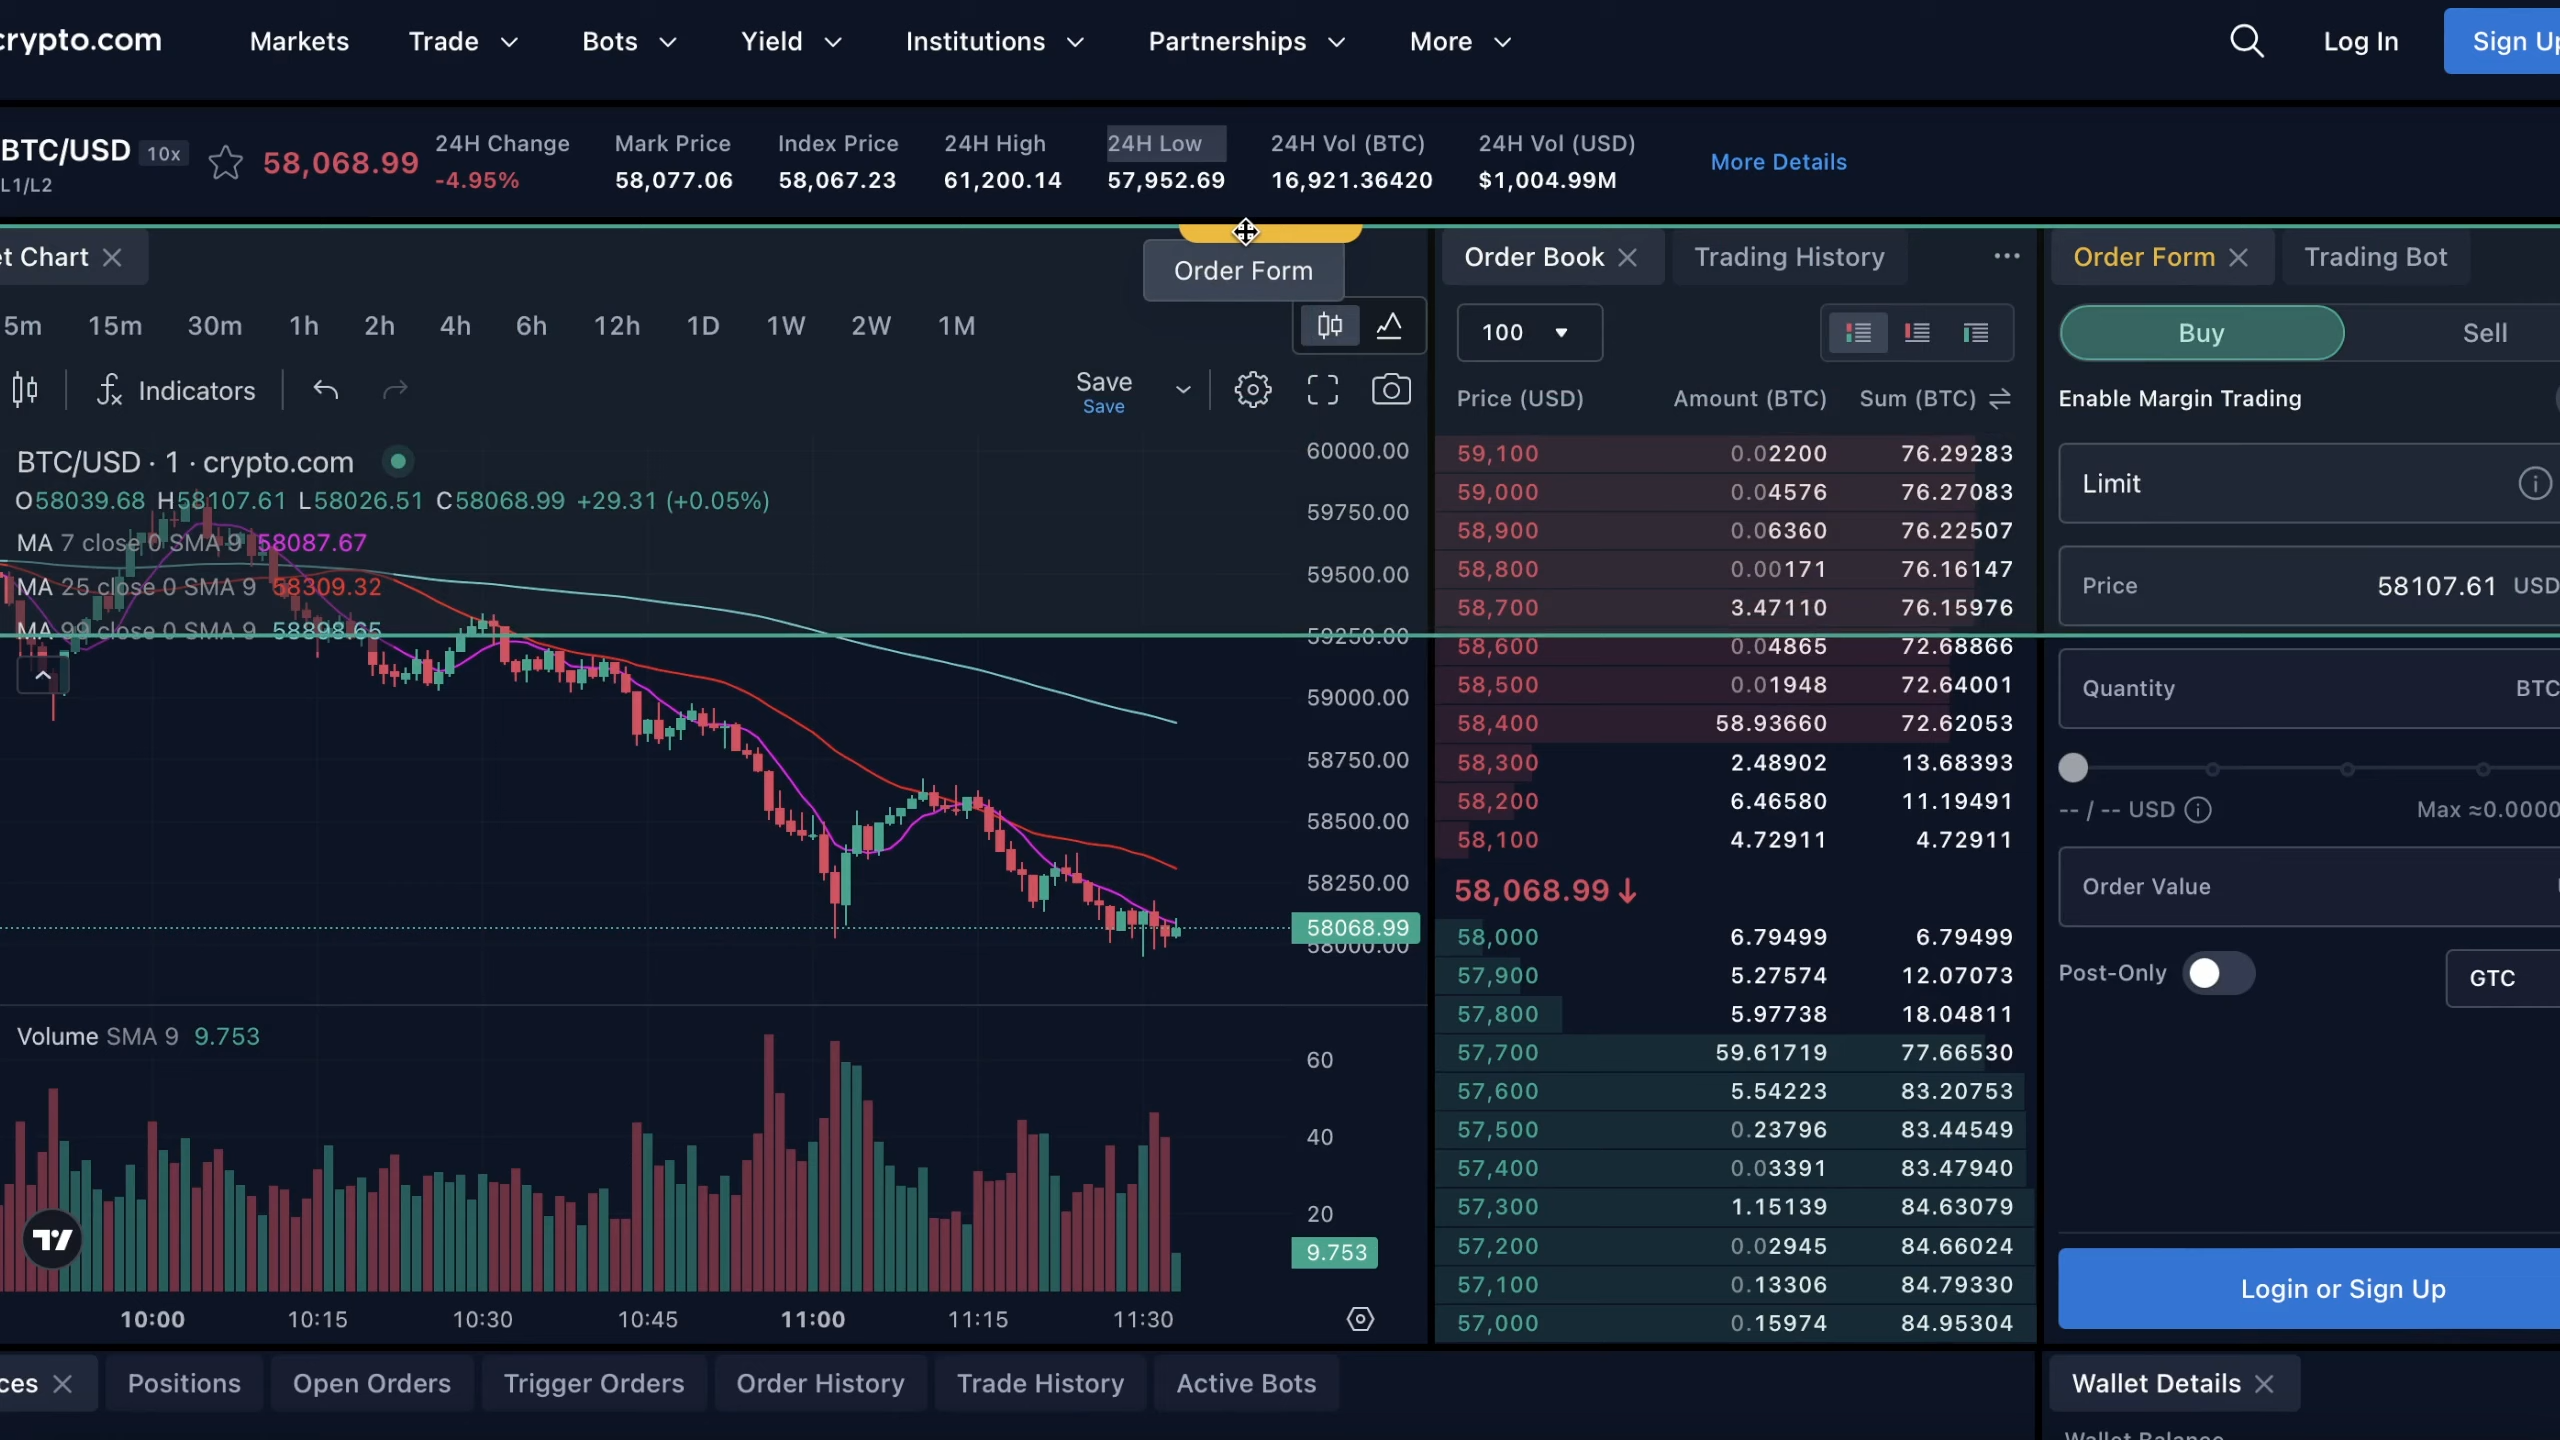 crypto.com Markets Trade Bots Yield Institutions Partnerships More Log In Sign Up
BTC/USD 10x 58,068.99
L1/L2
24H Change -4.95%
Mark Price 58,077.06
Index Price 58,067.23
24H High 61,200.14
24H Low 57,952.69
24H Vol (BTC) 16,921.36420
24H Vol (USD) $1,004.99M
More Details
t Chart
Order Form
5m 15m 30m 1h 2h 4h 6h 12h 1D 1W 2W 1M
Indicators
Save
Save
BTC/USD · 1 · crypto.com
O58039.68 H58107.61 L58026.51 C58068.99 +29.31 (+0.05%)
MA 7 close 0 SMA 9 58087.67
MA 25 close 0 SMA 9 58309.32
MA 99 close 0 SMA 9 58898.65
60000.00
59750.00
59500.00
59250.00
59000.00
58750.00
58500.00
58250.00
58068.99
58000.00
Volume SMA 9 9.753
60
40
20
9.753
10:00 10:15 10:30 10:45 11:00 11:15 11:30
Order Book Trading History
100
Price (USD) Amount (BTC) Sum (BTC)
59,100 0.02200 76.29283
59,000 0.04576 76.27083
58,900 0.06360 76.22507
58,800 0.00171 76.16147
58,700 3.47110 76.15976
58,600 0.04865 72.68866
58,500 0.01948 72.64001
58,400 58.93660 72.62053
58,300 2.48902 13.68393
58,200 6.46580 11.19491
58,100 4.72911 4.72911
58,068.99
58,000 6.79499 6.79499
57,900 5.27574 12.07073
57,800 5.97738 18.04811
57,700 59.61719 77.66530
57,600 5.54223 83.20753
57,500 0.23796 83.44549
57,400 0.03391 83.47940
57,300 1.15139 84.63079
57,200 0.02945 84.66024
57,100 0.13306 84.79330
57,000 0.15974 84.95304
Order Form Trading Bot
Buy Sell
Enable Margin Trading
Limit
Price 58107.61 USD
Quantity BTC
-- / -- USD Max ≈0.0000
Order Value
Post-Only GTC
Login or Sign Up
ces Positions Open Orders Trigger Orders Order History Trade History Active Bots
Wallet Details
Wallet Balance